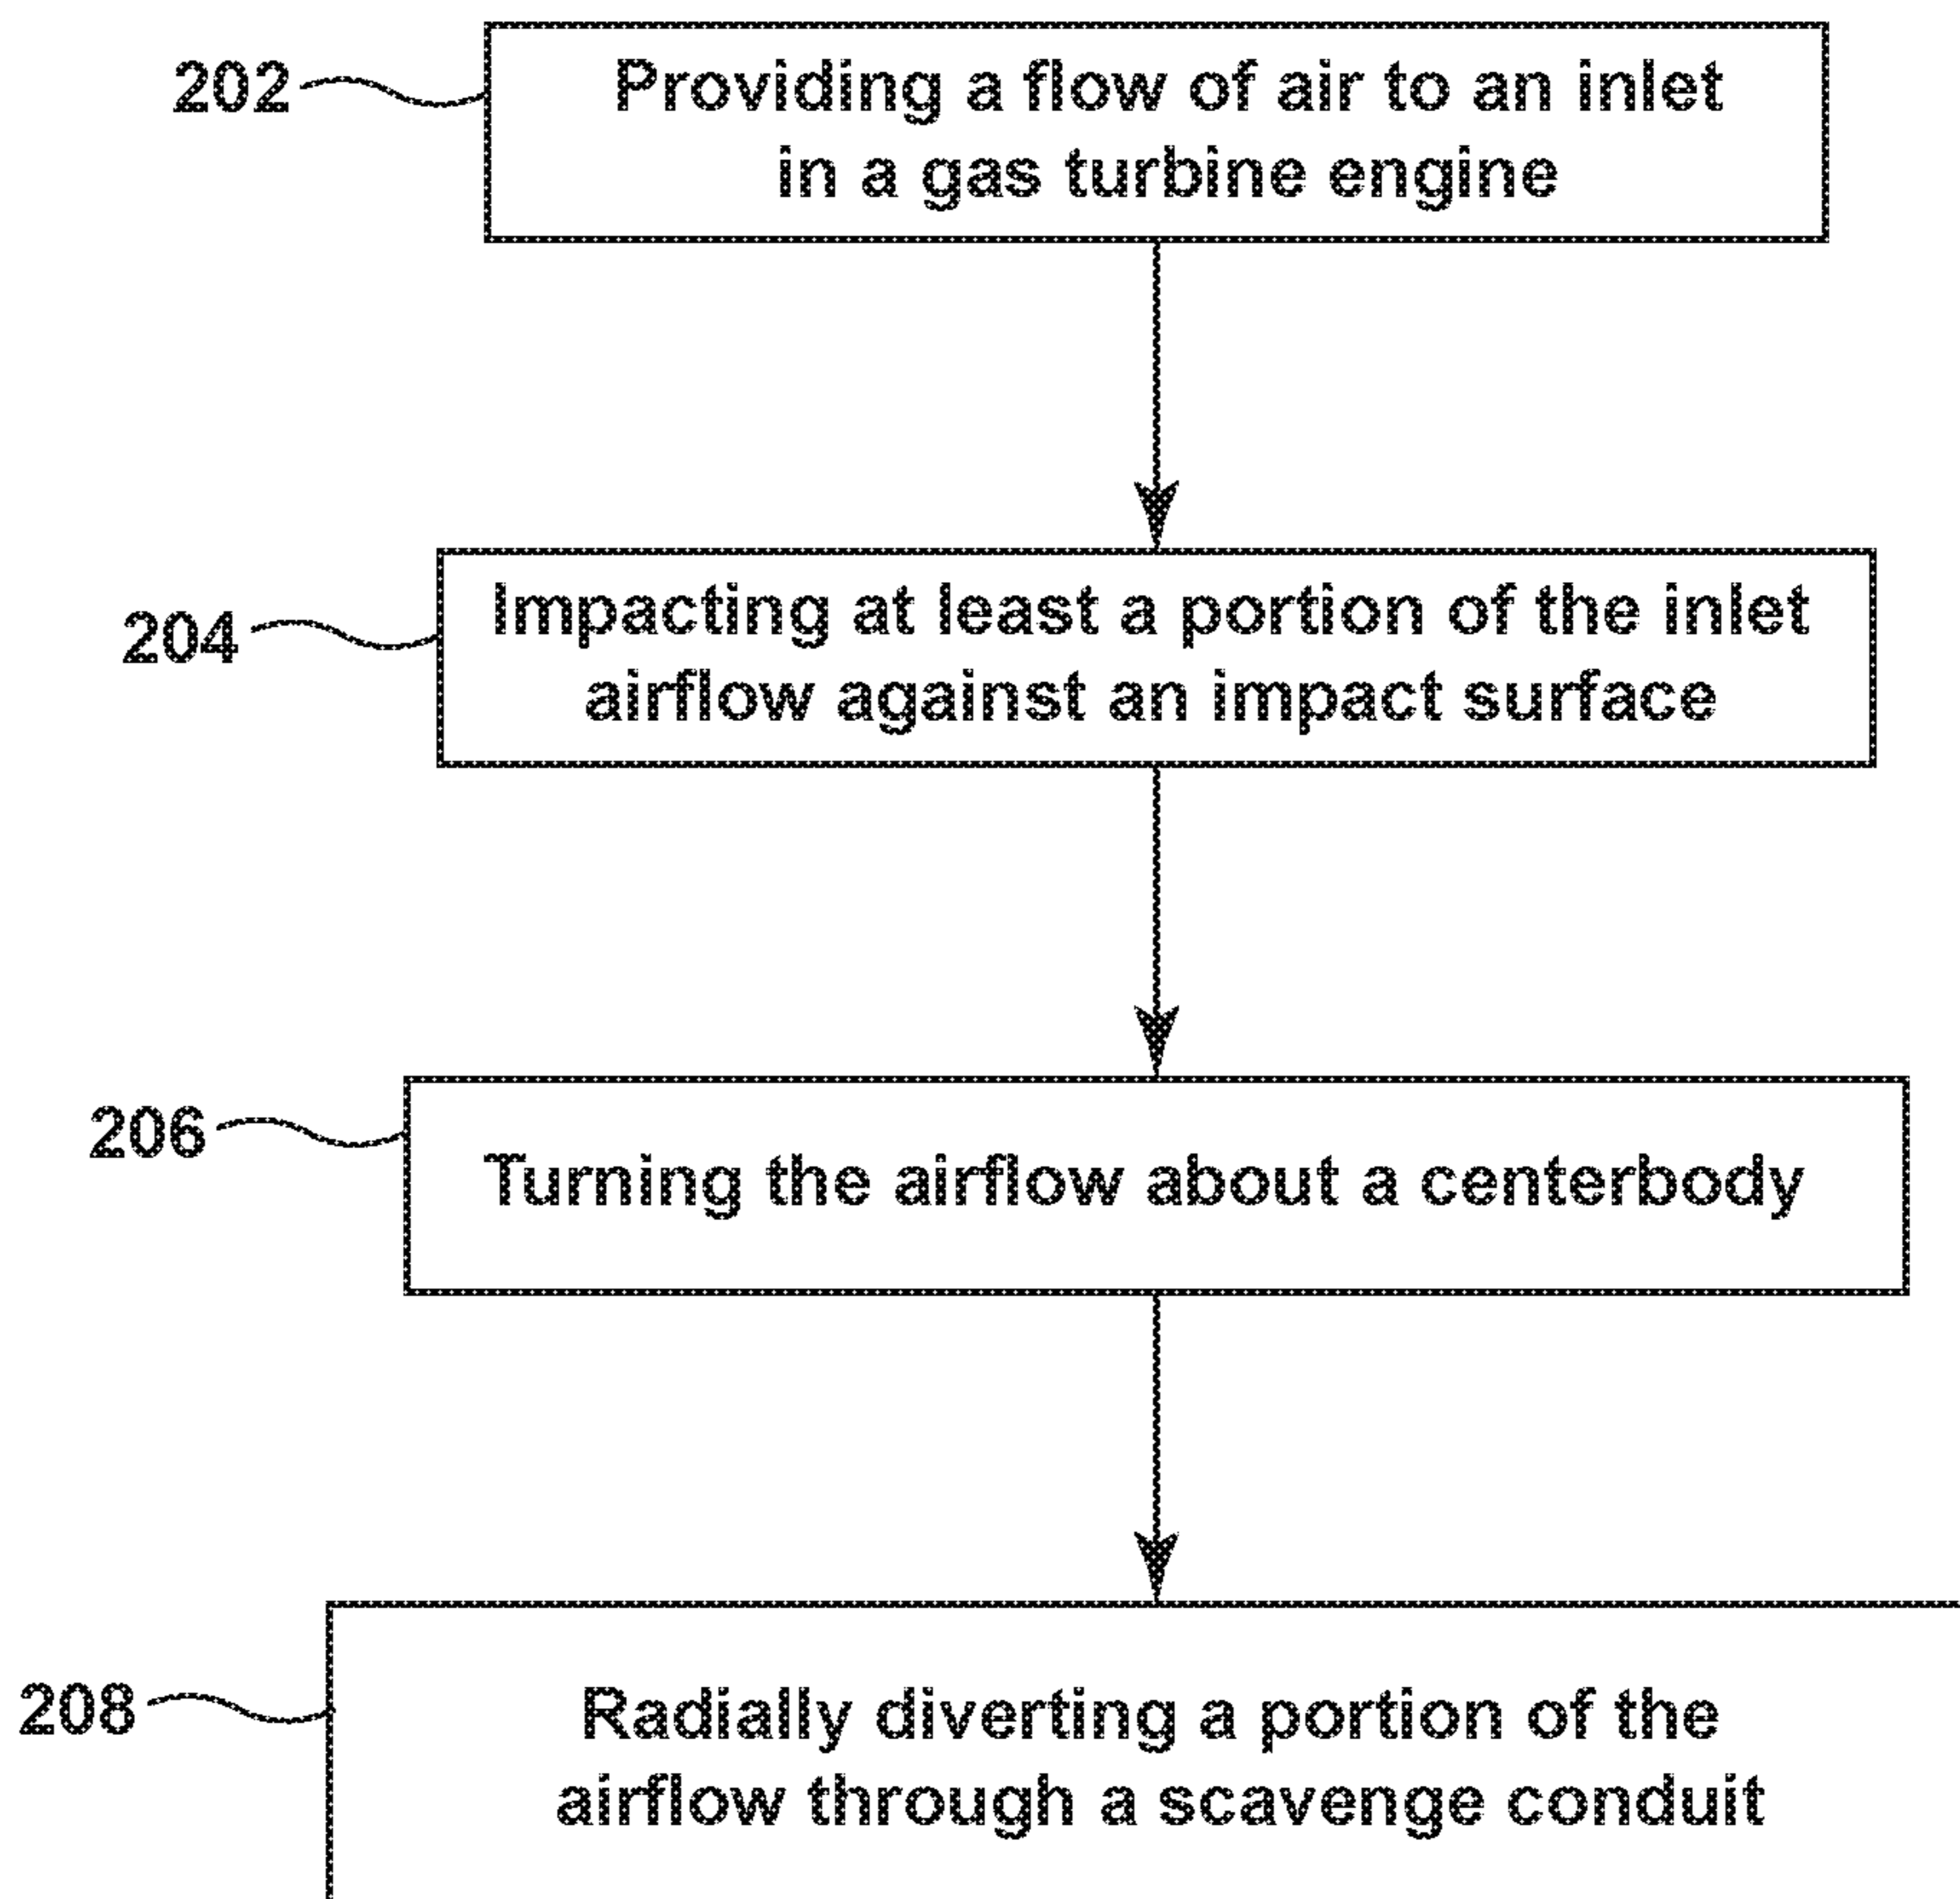 202
Providing a flow of air to an inlet
in a gas turbine engine
204
Impacting at least a portion of the inlet
airflow against an impact surface
206
Turning the airflow about a centerbody
208
Radially diverting a portion of the
airflow through a scavenge conduit